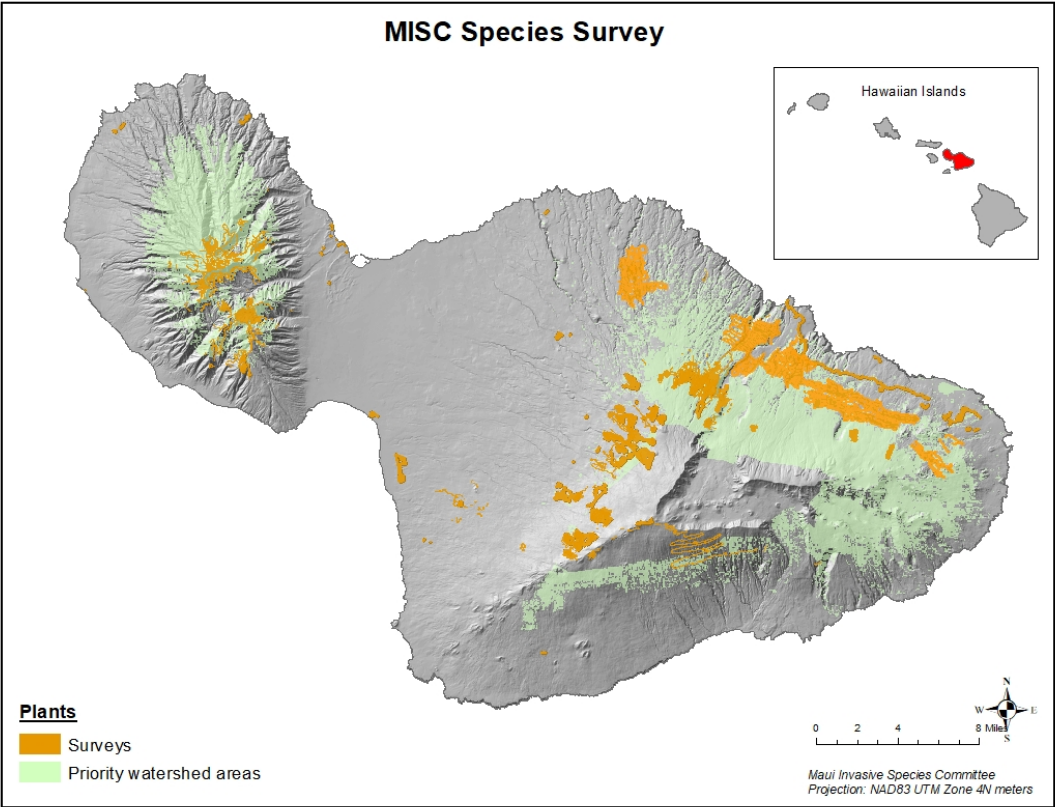 MISC Species Survey
Hawaiian Islands
Plants
Surveys
Priority watershed areas
N
W E
S
0 2 4 8 Miles
Maui Invasive Species Committee
Projection: NAD83 UTM Zone 4N meters